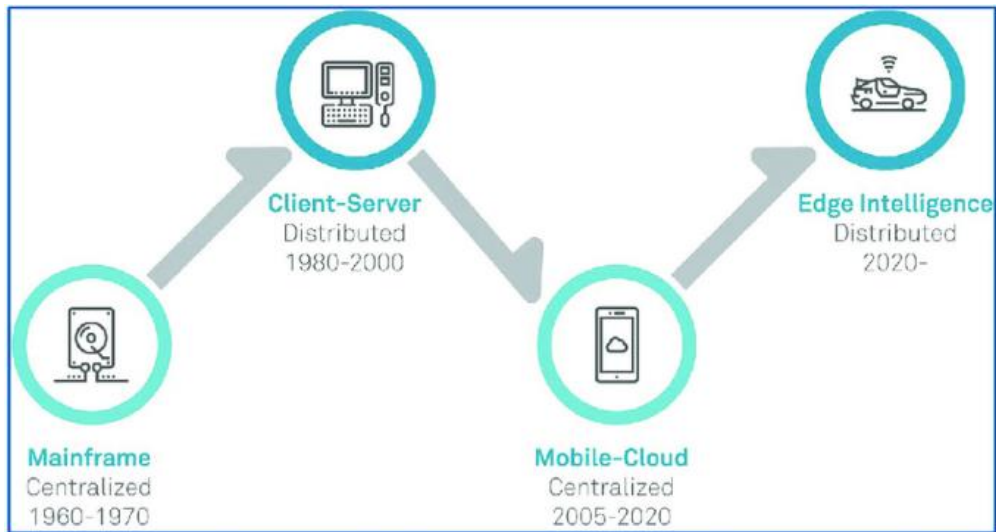 Mainframe
Centralized
1960-1970
Client-Server
Distributed
1980-2000
Mobile-Cloud
Centralized
2005-2020
Edge Intelligence
Distributed
2020-